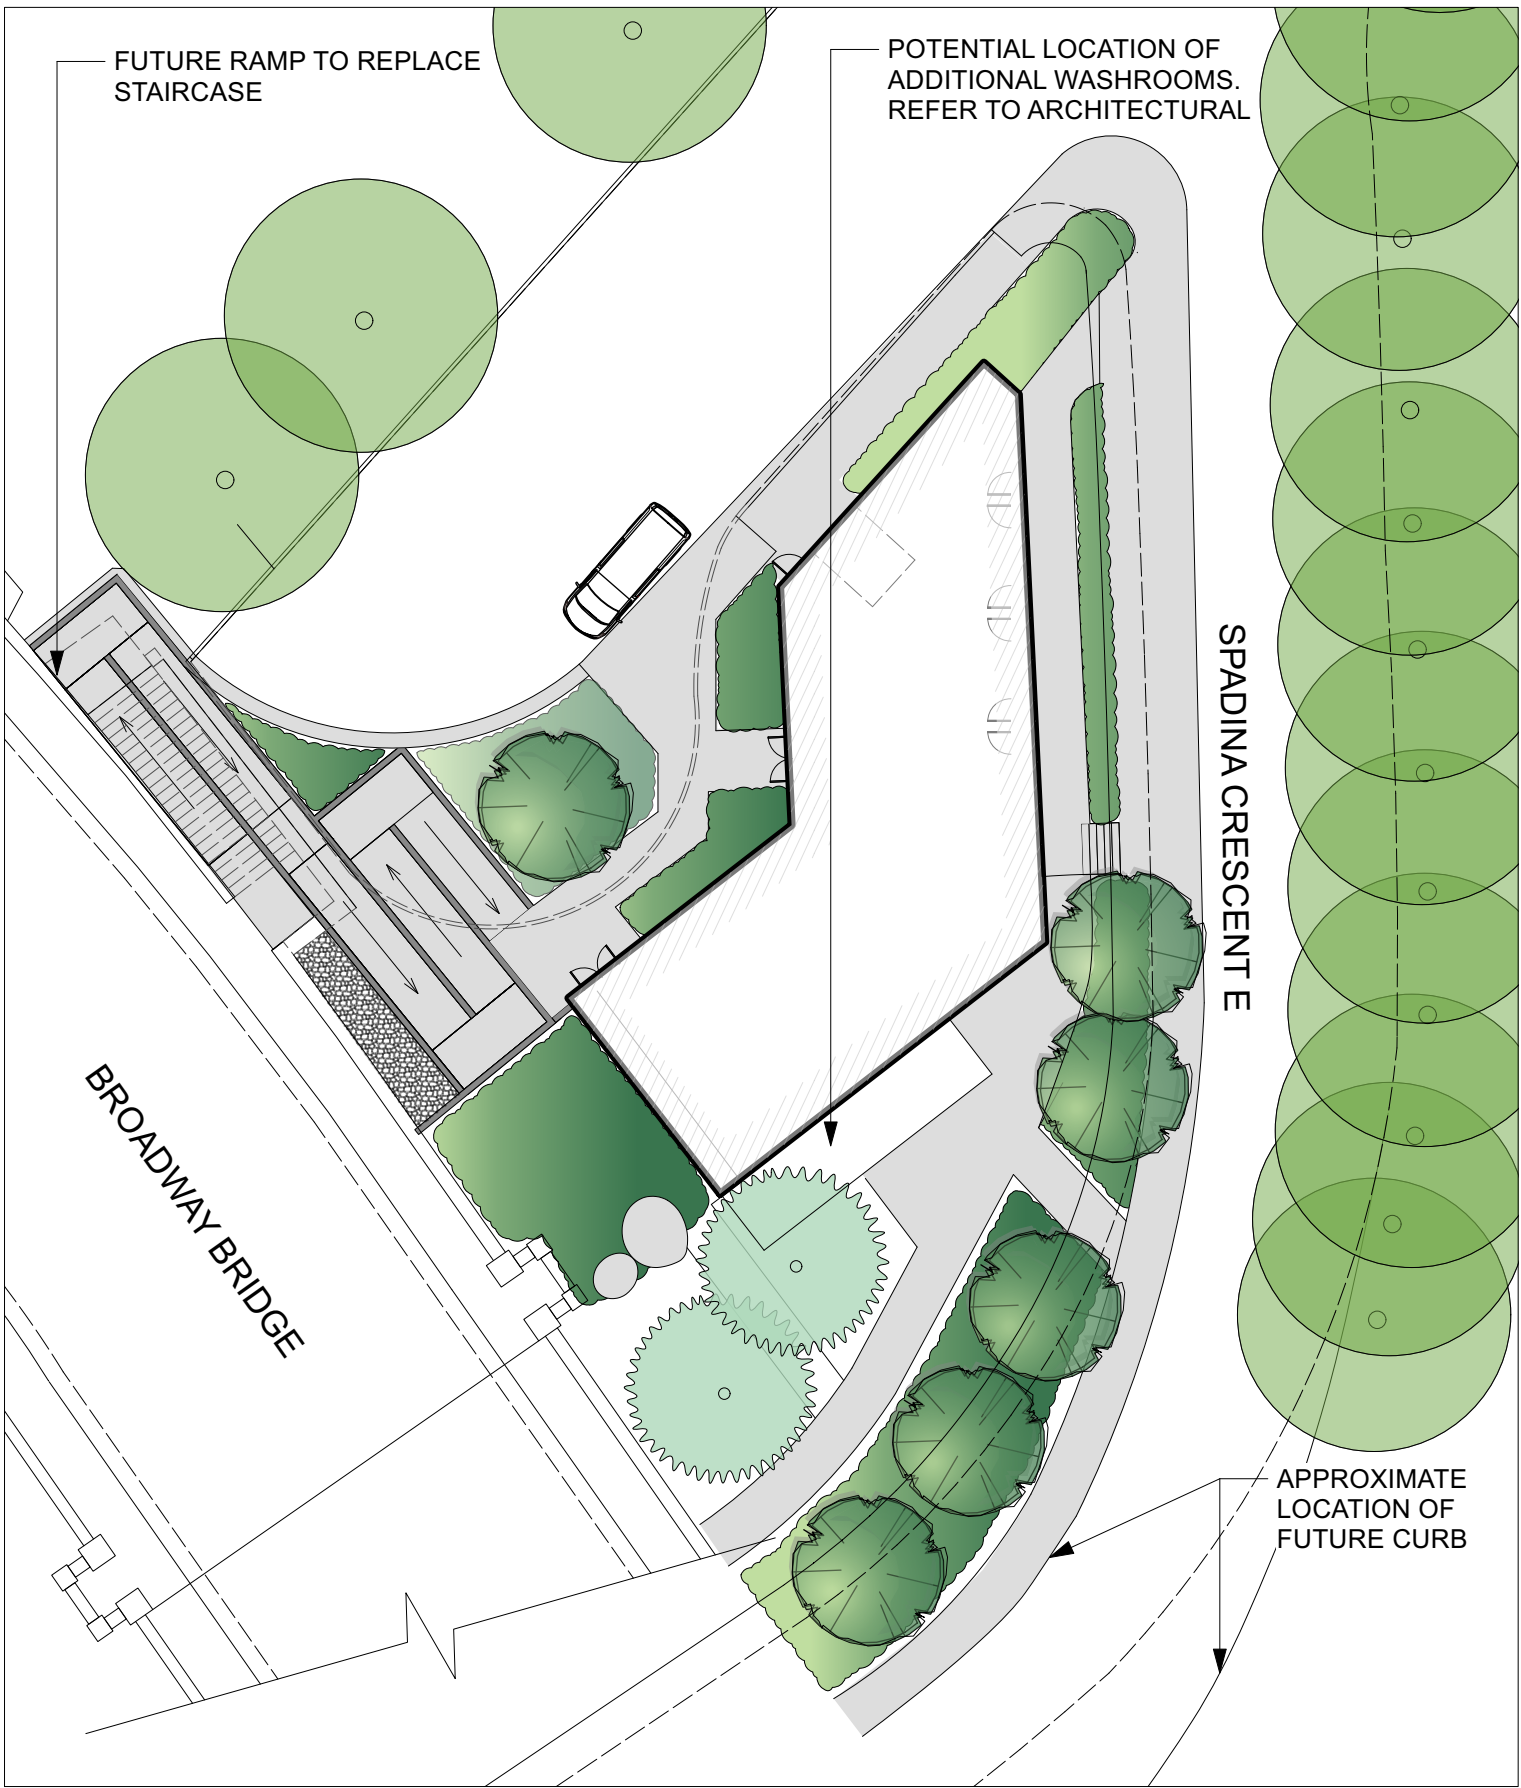 FUTURE RAMP TO REPLACE
STAIRCASE
POTENTIAL LOCATION OF
ADDITIONAL WASHROOMS.
REFER TO ARCHITECTURAL
SPADINA CRESCENT E
BROADWAY BRIDGE
APPROXIMATE
LOCATION OF
FUTURE CURB